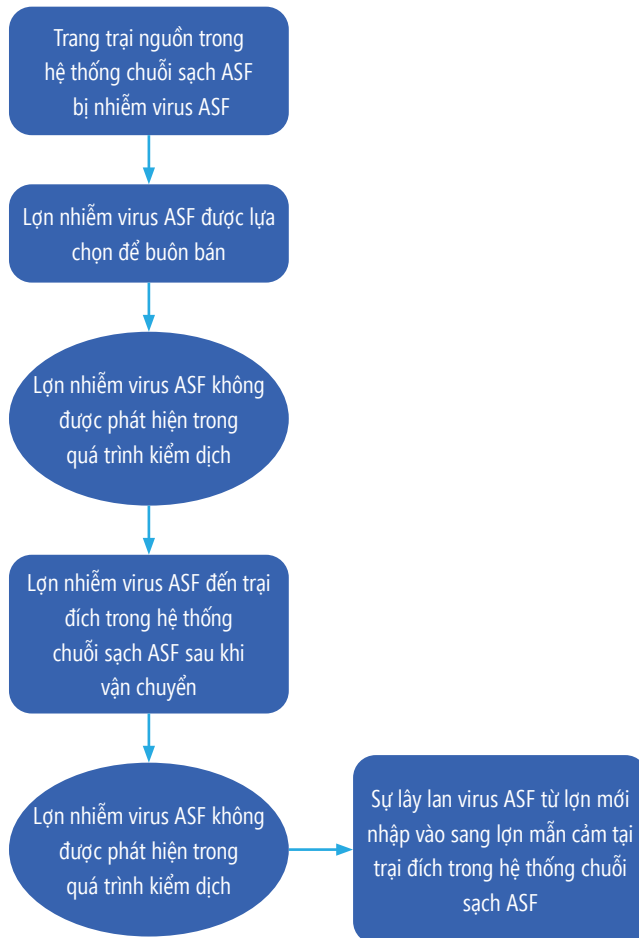 Trang trại nguồn trong
hệ thống chuỗi sạch ASF
bị nhiễm virus ASF
Lợn nhiễm virus ASF được lựa
chọn để buôn bán
Lợn nhiễm virus ASF không
được phát hiện trong
quá trình kiểm dịch
Lợn nhiễm virus ASF đến trại
đích trong hệ thống
chuỗi sạch ASF sau khi
vận chuyển
Lợn nhiễm virus ASF không
được phát hiện trong
quá trình kiểm dịch
Sự lây lan virus ASF từ lợn mới
nhập vào sang lợn mẫn cảm tại
trại đích trong hệ thống chuỗi
sạch ASF